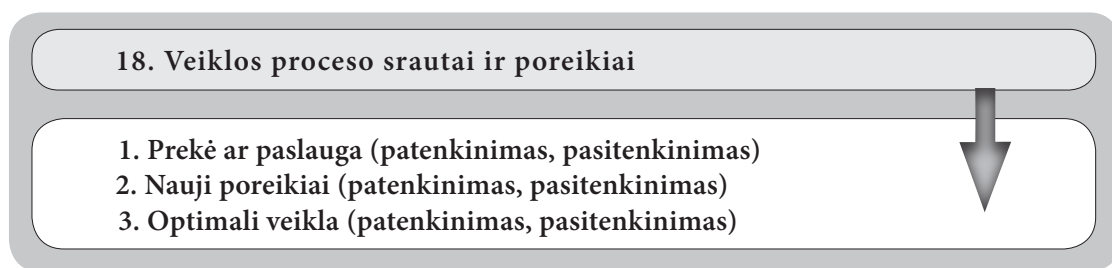 18. Veiklos proceso srautai ir poreikiai
1. Prekė ar paslauga (patenkinimas, pasitenkinimas)
2. Nauji poreikiai (patenkinimas, pasitenkinimas)
3. Optimali veikla (patenkinimas, pasitenkinimas)